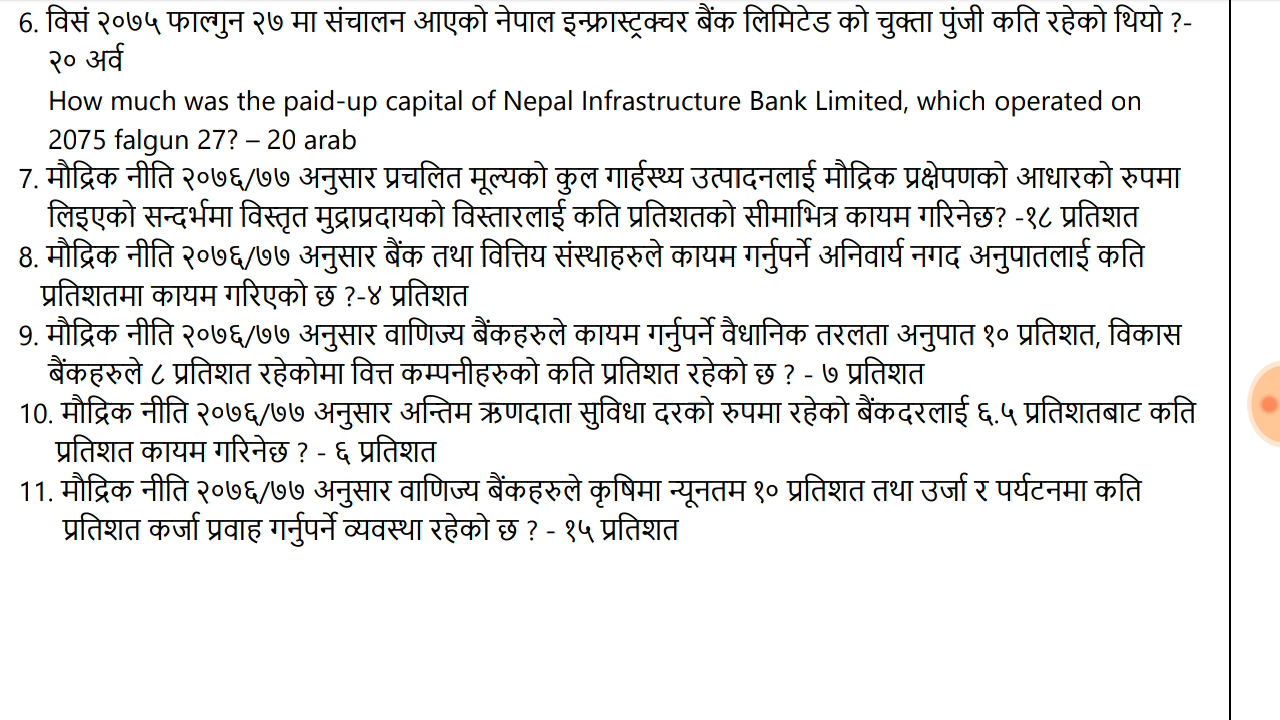 6. विसं २०७५ फाल्गुन २७ मा संचालन आएको नेपाल इन्फ्रास्ट्रक्चर बैंक लिमिटेड को चुक्ता पुंजी कति रहेको थियो ?-
२० अर्व
How much was the paid-up capital of Nepal Infrastructure Bank Limited, which operated on
2075 falgun 27? – 20 arab
7. मौद्रिक नीति २०७६/७७ अनुसार प्रचलित मूल्यको कुल गार्हस्थ्य उत्पादनलाई मौद्रिक प्रक्षेपणको आधारको रुपमा
लिइएको सन्दर्भमा विस्तृत मुद्राप्रदायको विस्तारलाई कति प्रतिशतको सीमाभित्र कायम गरिनेछ? -१८ प्रतिशत
8. मौद्रिक नीति २०७६/७७ अनुसार बैंक तथा वित्तिय संस्थाहरुले कायम गर्नुपर्ने अनिवार्य नगद अनुपातलाई कति
प्रतिशतमा कायम गरिएको छ ?-४ प्रतिशत
9. मौद्रिक नीति २०७६/७७ अनुसार वाणिज्य बैंकहरुले कायम गर्नुपर्ने वैधानिक तरलता अनुपात १० प्रतिशत, विकास
बैंकहरुले ८ प्रतिशत रहेकोमा वित्त कम्पनीहरुको कति प्रतिशत रहेको छ ? - ७ प्रतिशत
10. मौद्रिक नीति २०७६/७७ अनुसार अन्तिम ऋणदाता सुविधा दरको रुपमा रहेको बैंकदरलाई ६.५ प्रतिशतबाट कति
प्रतिशत कायम गरिनेछ ? - ६ प्रतिशत
11. मौद्रिक नीति २०७६/७७ अनुसार वाणिज्य बैंकहरुले कृषिमा न्यूनतम १० प्रतिशत तथा उर्जा र पर्यटनमा कति
प्रतिशत कर्जा प्रवाह गर्नुपर्ने व्यवस्था रहेको छ ? - १५ प्रतिशत